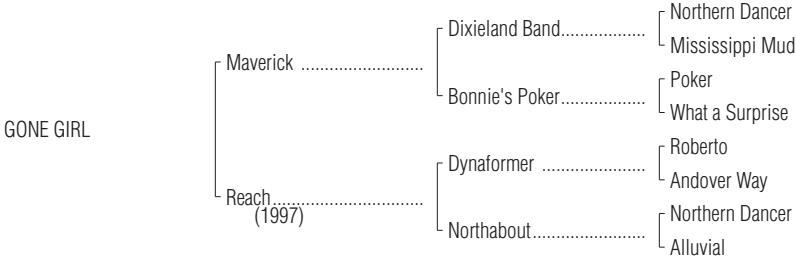 Northern Dancer
Dixieland Band...................
Mississippi Mud
Maverick ..........................
Poker
Bonnie's Poker...................
What a Surprise
GONE GIRL
Roberto
Dynaformer ......................
Andover Way
Reach................................
(1997)
Northern Dancer
Northabout........................
Alluvial